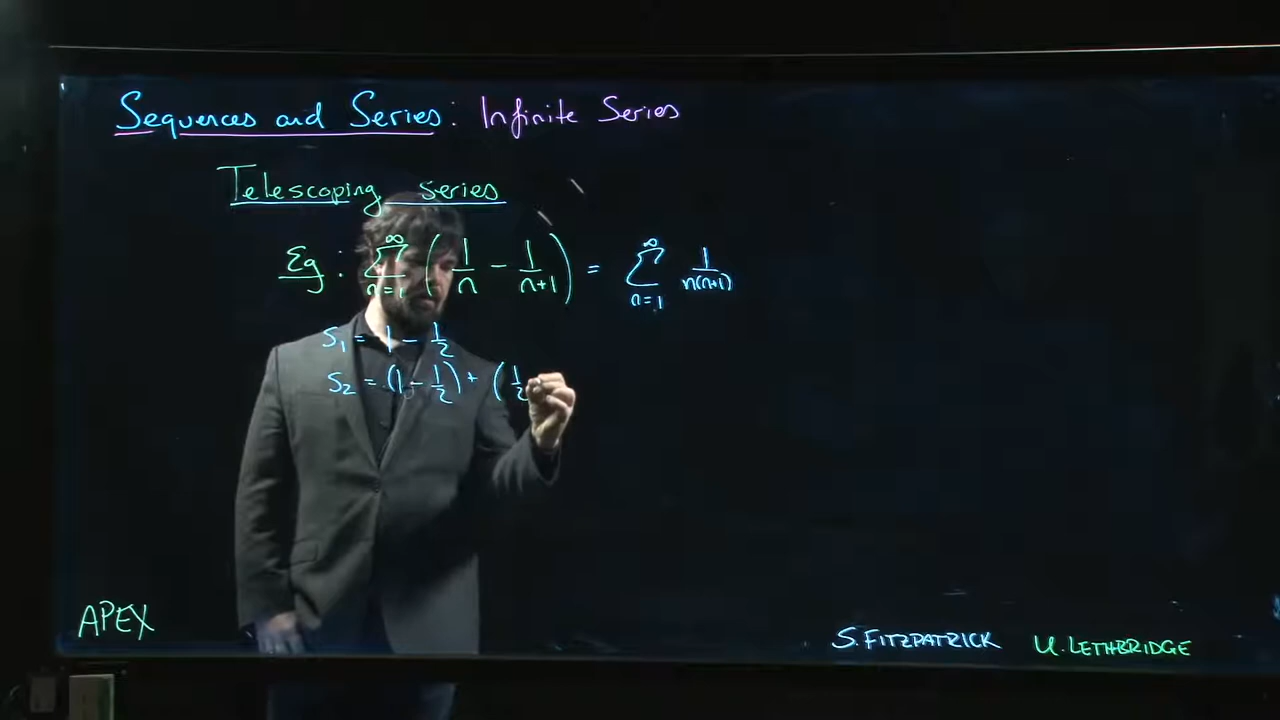 Sequences and Series: Infinite Series
Telescoping series
Eg: ∞ Σ n=1 (1/n − 1/n+1) = ∞ Σ n=1 1/n(n+1)
S₁ = 1 − 1/2
S₂ = (1 − 1/2) + (1/2
APEX
S. FITZPATRICK U. LETHBRIDGE